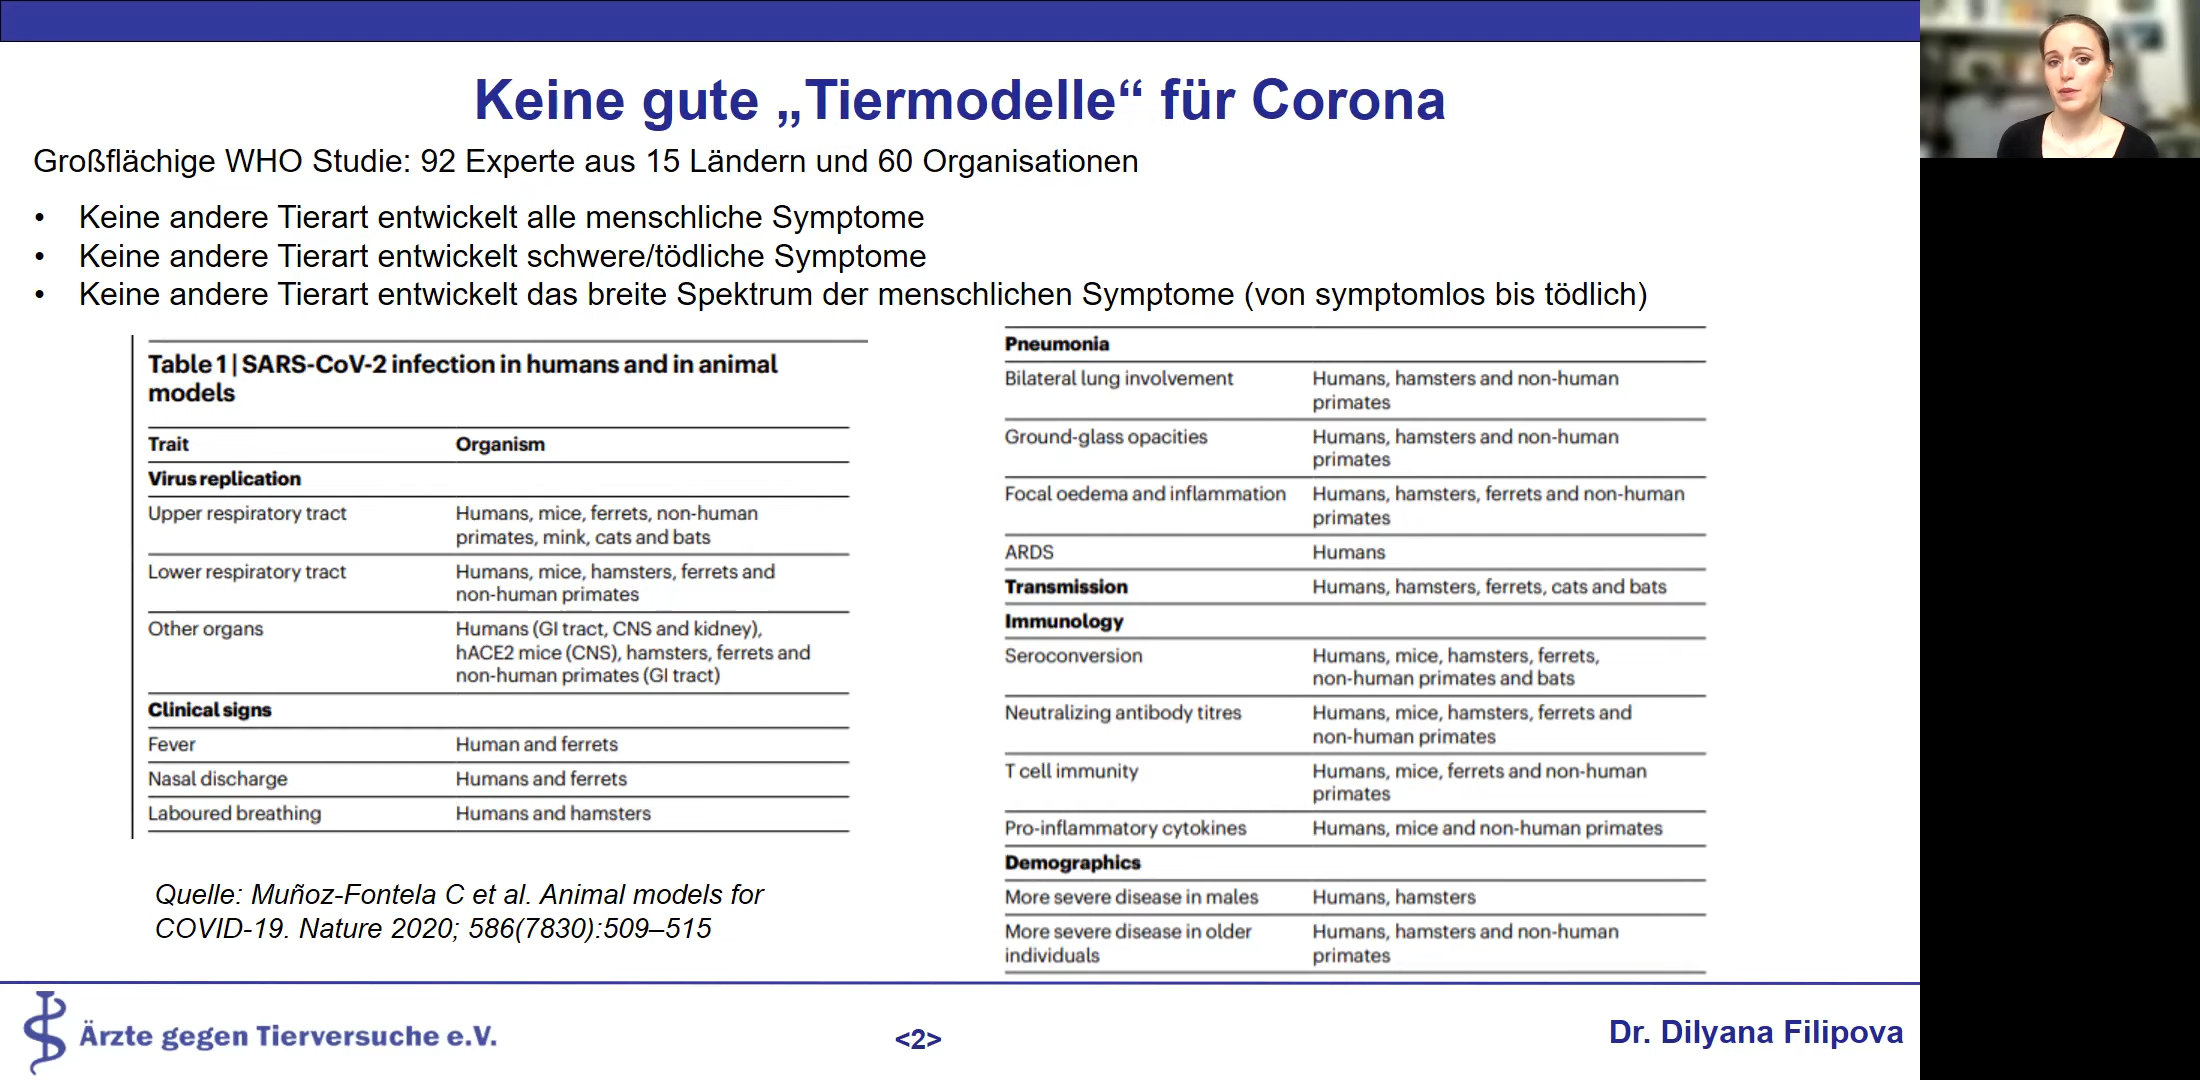 Keine gute „Tiermodelle“ für Corona
Großflächige WHO Studie: 92 Experte aus 15 Ländern und 60 Organisationen
• Keine andere Tierart entwickelt alle menschliche Symptome
• Keine andere Tierart entwickelt schwere/tödliche Symptome
• Keine andere Tierart entwickelt das breite Spektrum der menschlichen Symptome (von symptomlos bis tödlich)
Table 1 | SARS-CoV-2 infection in humans and in animal
models
Trait Organism
Virus replication
Upper respiratory tract Humans, mice, ferrets, non-human
primates, mink, cats and bats
Lower respiratory tract Humans, mice, hamsters, ferrets and
non-human primates
Other organs Humans (GI tract, CNS and kidney),
hACE2 mice (CNS), hamsters, ferrets and
non-human primates (GI tract)
Clinical signs
Fever Human and ferrets
Nasal discharge Humans and ferrets
Laboured breathing Humans and hamsters
Quelle: Muñoz-Fontela C et al. Animal models for
COVID-19. Nature 2020; 586(7830):509–515
Pneumonia
Bilateral lung involvement Humans, hamsters and non-human
primates
Ground-glass opacities Humans, hamsters and non-human
primates
Focal oedema and inflammation Humans, hamsters, ferrets and non-human
primates
ARDS Humans
Transmission Humans, hamsters, ferrets, cats and bats
Immunology
Seroconversion Humans, mice, hamsters, ferrets,
non-human primates and bats
Neutralizing antibody titres Humans, mice, hamsters, ferrets and
non-human primates
T cell immunity Humans, mice, ferrets and non-human
primates
Pro-inflammatory cytokines Humans, mice and non-human primates
Demographics
More severe disease in males Humans, hamsters
More severe disease in older Humans, hamsters and non-human
individuals primates
Ärzte gegen Tierversuche e.V.
<2>
Dr. Dilyana Filipova